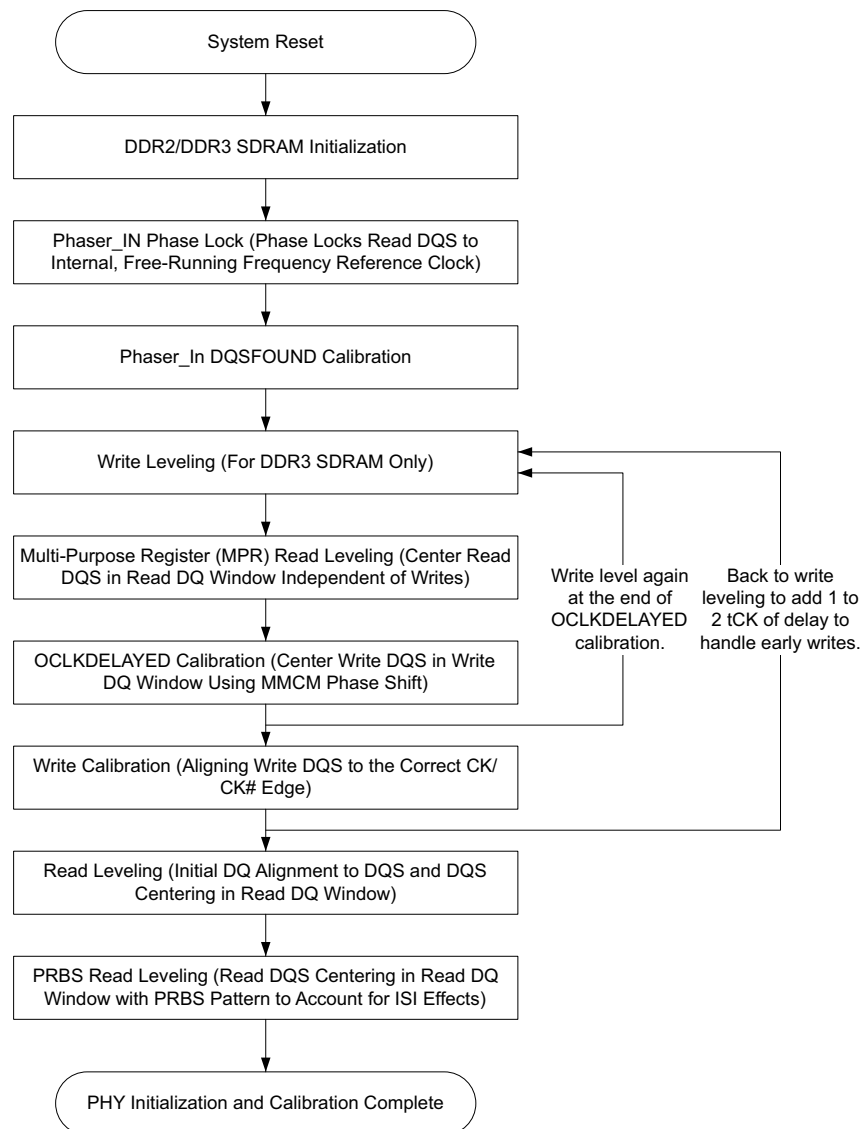 System Reset
DDR2/DDR3 SDRAM Initialization
Phaser_IN Phase Lock (Phase Locks Read DQS to
Internal, Free-Running Frequency Reference Clock)
Phaser_In DQSFOUND Calibration
Write Leveling (For DDR3 SDRAM Only)
Multi-Purpose Register (MPR) Read Leveling (Center Read
DQS in Read DQ Window Independent of Writes)
Write level again
at the end of
OCLKDELAYED
calibration.
Back to write
leveling to add 1 to
2 tCK of delay to
handle early writes.
OCLKDELAYED Calibration (Center Write DQS in Write
DQ Window Using MMCM Phase Shift)
Write Calibration (Aligning Write DQS to the Correct CK/
CK# Edge)
Read Leveling (Initial DQ Alignment to DQS and DQS
Centering in Read DQ Window)
PRBS Read Leveling (Read DQS Centering in Read DQ
Window with PRBS Pattern to Account for ISI Effects)
PHY Initialization and Calibration Complete